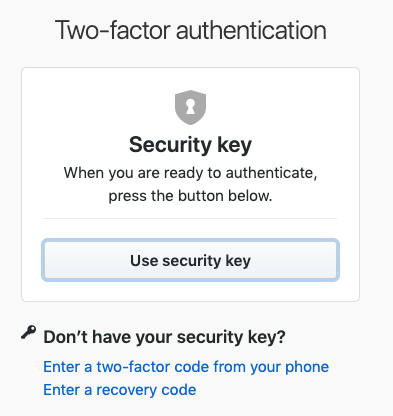 Two-factor authentication
Security key
When you are ready to authenticate,
press the button below.
Use security key
Don’t have your security key?
Enter a two-factor code from your phone
Enter a recovery code